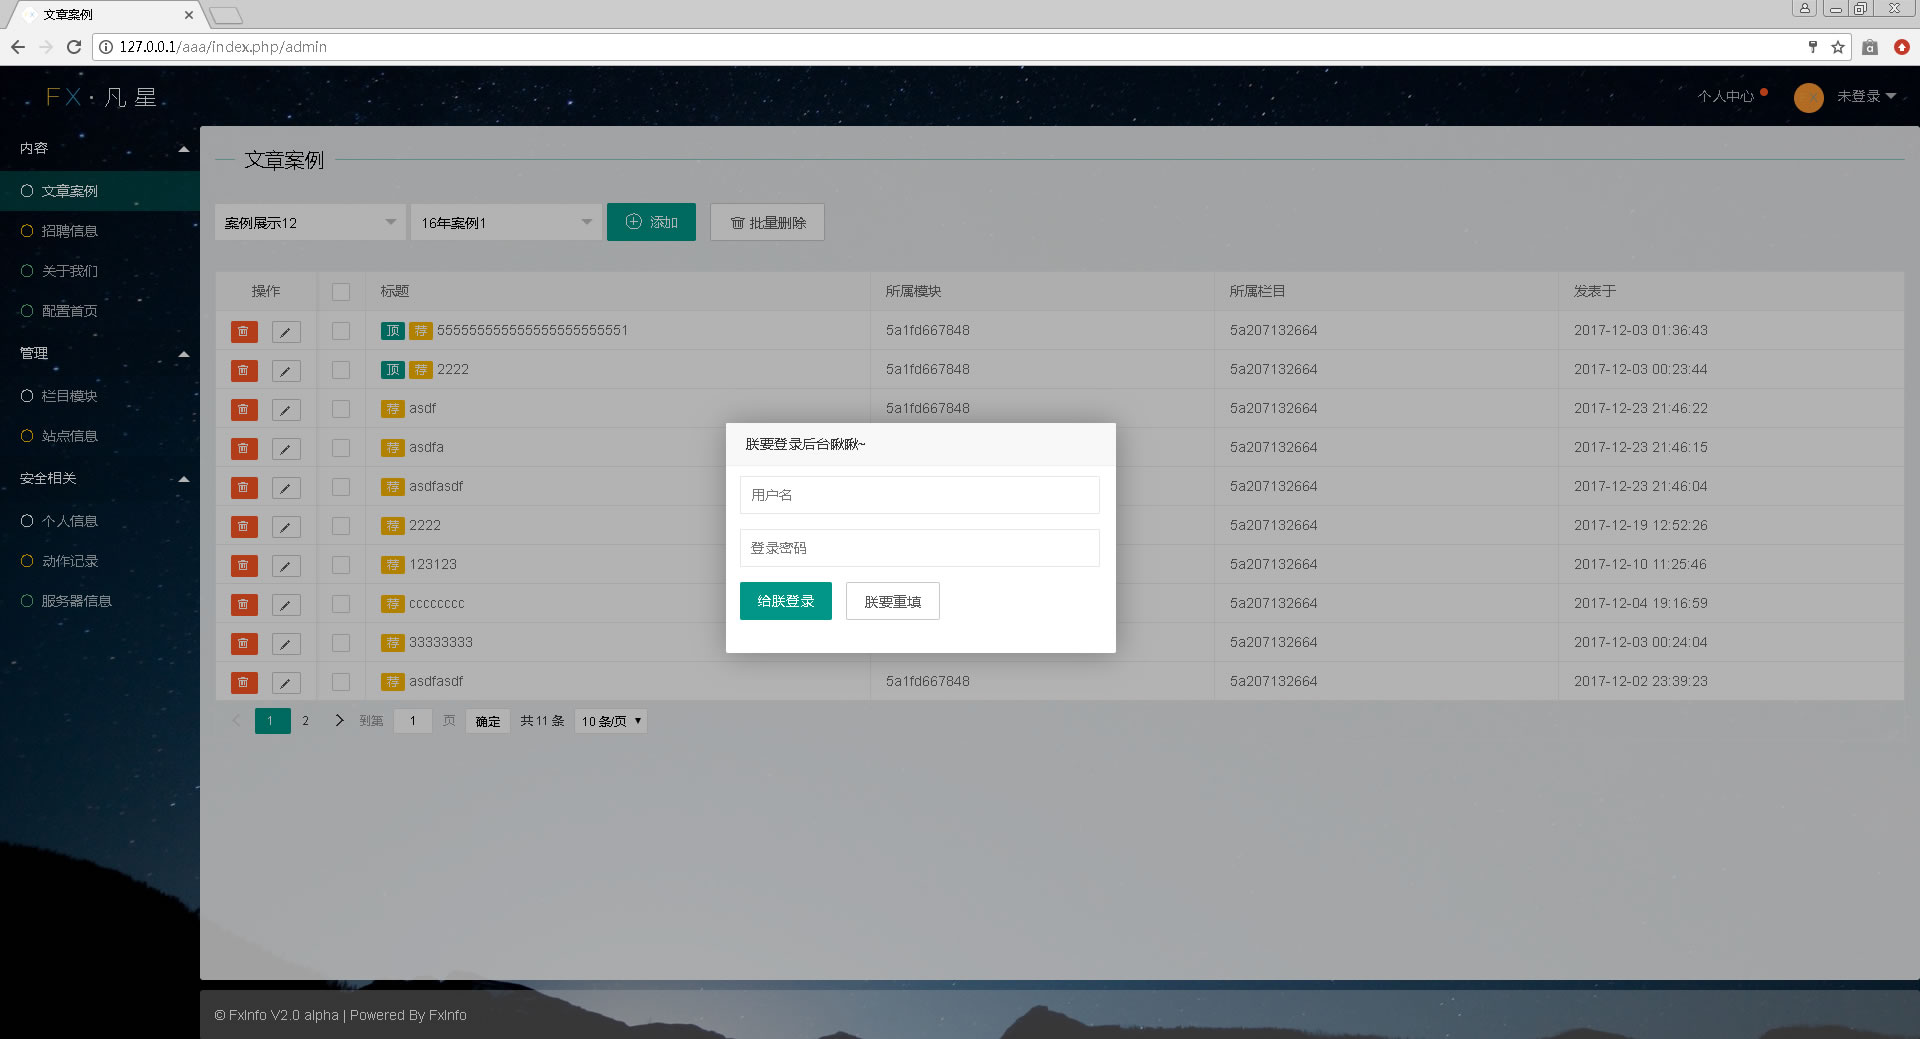 文章案例
127.0.0.1/aaa/index.php/admin
FX·凡星
个人中心
未登录
内容
文章案例
招聘信息
关于我们
配置首页
管理
栏目模块
站点信息
安全相关
个人信息
动作记录
服务器信息
文章案例
案例展示12 16年案例1 添加 批量删除
操作 标题 所属模块 所属栏目 发表于
顶 荐 555555555555555555555551 5a1fd667848 5a207132664 2017-12-03 01:36:43
顶 荐 2222 5a1fd667848 5a207132664 2017-12-03 00:23:44
荐 asdf 5a1fd667848 5a207132664 2017-12-23 21:46:22
荐 asdfa 5a207132664 2017-12-23 21:46:15
荐 asdfasdf 5a207132664 2017-12-23 21:46:04
荐 2222 5a207132664 2017-12-19 12:52:26
荐 123123 5a207132664 2017-12-10 11:25:46
荐 cccccccc 5a207132664 2017-12-04 19:16:59
荐 33333333 5a207132664 2017-12-03 00:24:04
荐 asdfasdf 5a1fd667848 5a207132664 2017-12-02 23:39:23
1 2 到第 1 页 确定 共 11 条 10 条/页
朕要登录后台瞅瞅~
用户名
登录密码
给朕登录 朕要重填
© FxInfo V2.0 alpha | Powered By FxInfo